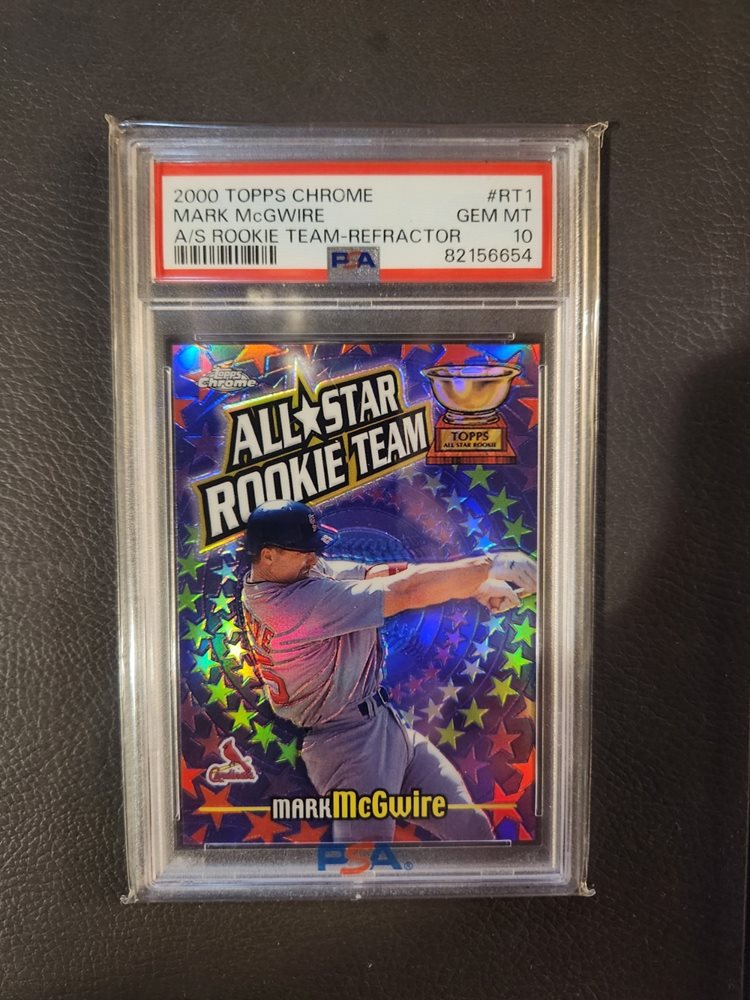 2000 TOPPS CHROME #RT1
MARK McGWIRE GEM MT
A/S ROOKIE TEAM-REFRACTOR 10
PSA 82156654
Topps
Chrome
ALL★STAR
ROOKIE TEAM
TOPPS
ALL STAR ROOKIE
Cardinals
MARK McGwire
PSA®